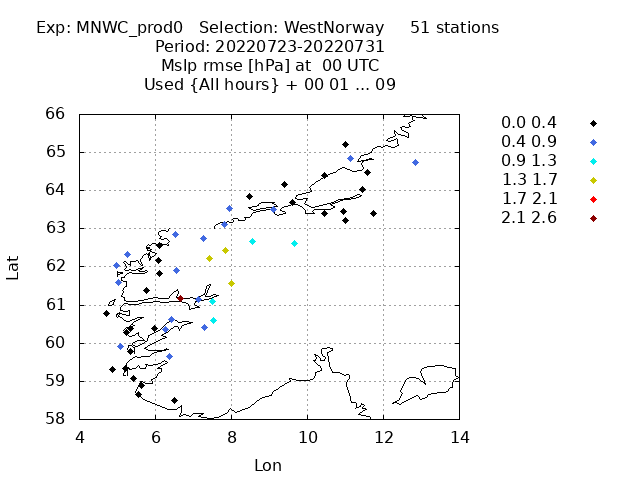 Exp: MNWC_prod0   Selection: WestNorway     51 stations
Period: 20220723-20220731
Mslp rmse [hPa] at  00 UTC
Used {All hours} + 00 01 ... 09
66
65
64
63
62
61
60
59
58
4 6 8 10 12 14
Lat
Lon
0.0 0.4
0.4 0.9
0.9 1.3
1.3 1.7
1.7 2.1
2.1 2.6